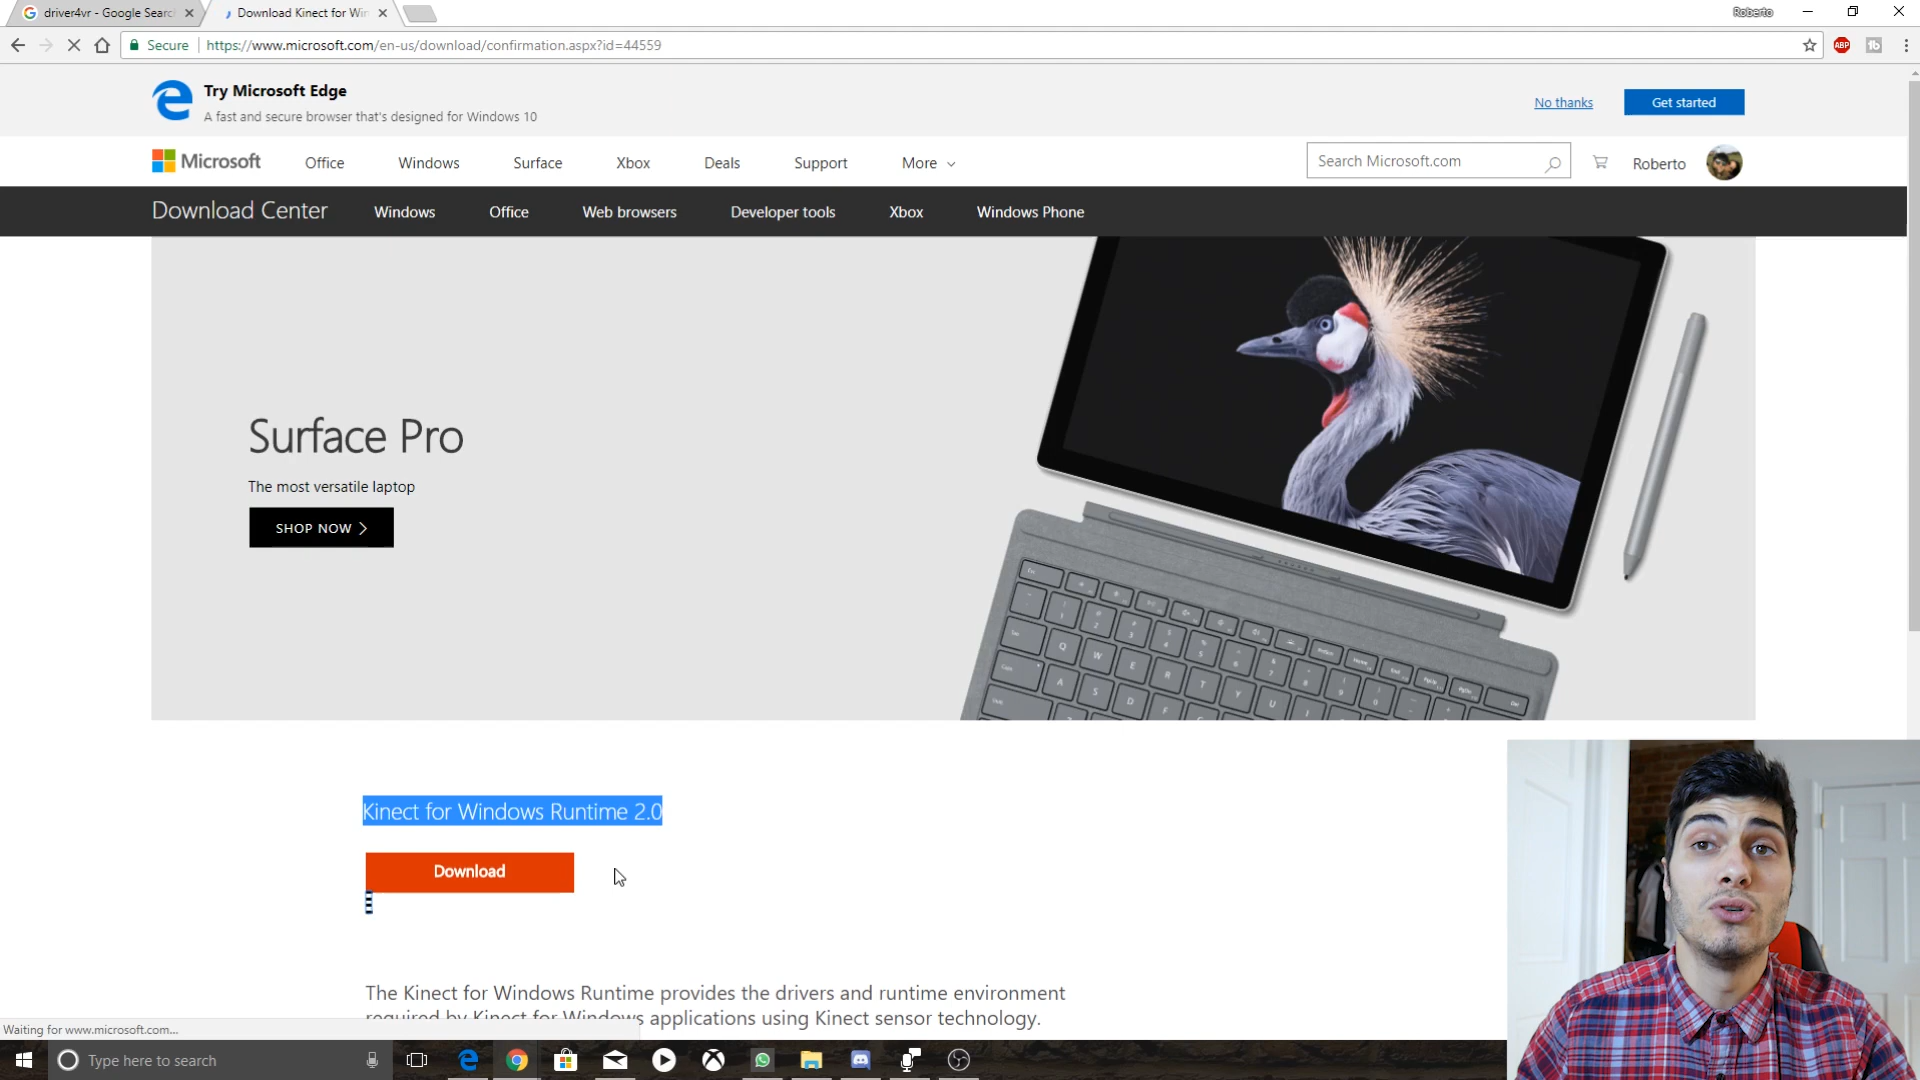 driver4vr - Google Searc
Download Kinect for Win
Roberto
Secure
https://www.microsoft.com/en-us/download/confirmation.aspx?id=44559
ABP
Try Microsoft Edge
A fast and secure browser that's designed for Windows 10
No thanks
Get started
Microsoft
Office
Windows
Surface
Xbox
Deals
Support
More
Search Microsoft.com
Roberto
Download Center
Windows
Office
Web browsers
Developer tools
Xbox
Windows Phone
Surface Pro
The most versatile laptop
SHOP NOW
Kinect for Windows Runtime 2.0
Download
The Kinect for Windows Runtime provides the drivers and runtime environment
required by Kinect for Windows applications using Kinect sensor technology.
Waiting for www.microsoft.com...
Type here to search